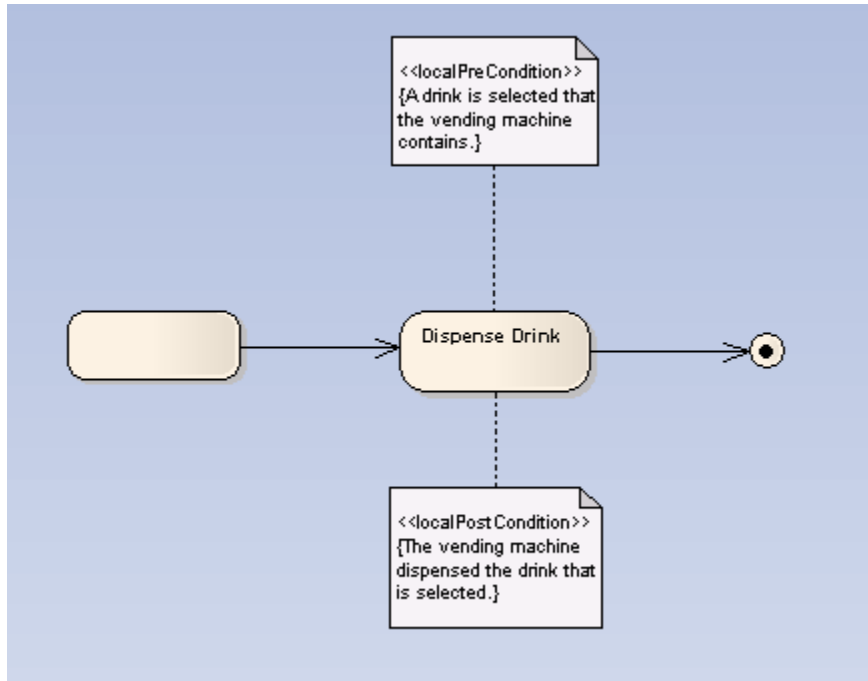 <<localPreCondition>>
{A drink is selected that
the vending machine
contains.}
Dispense Drink
<<localPostCondition>>
{The vending machine
dispensed the drink that
is selected.}